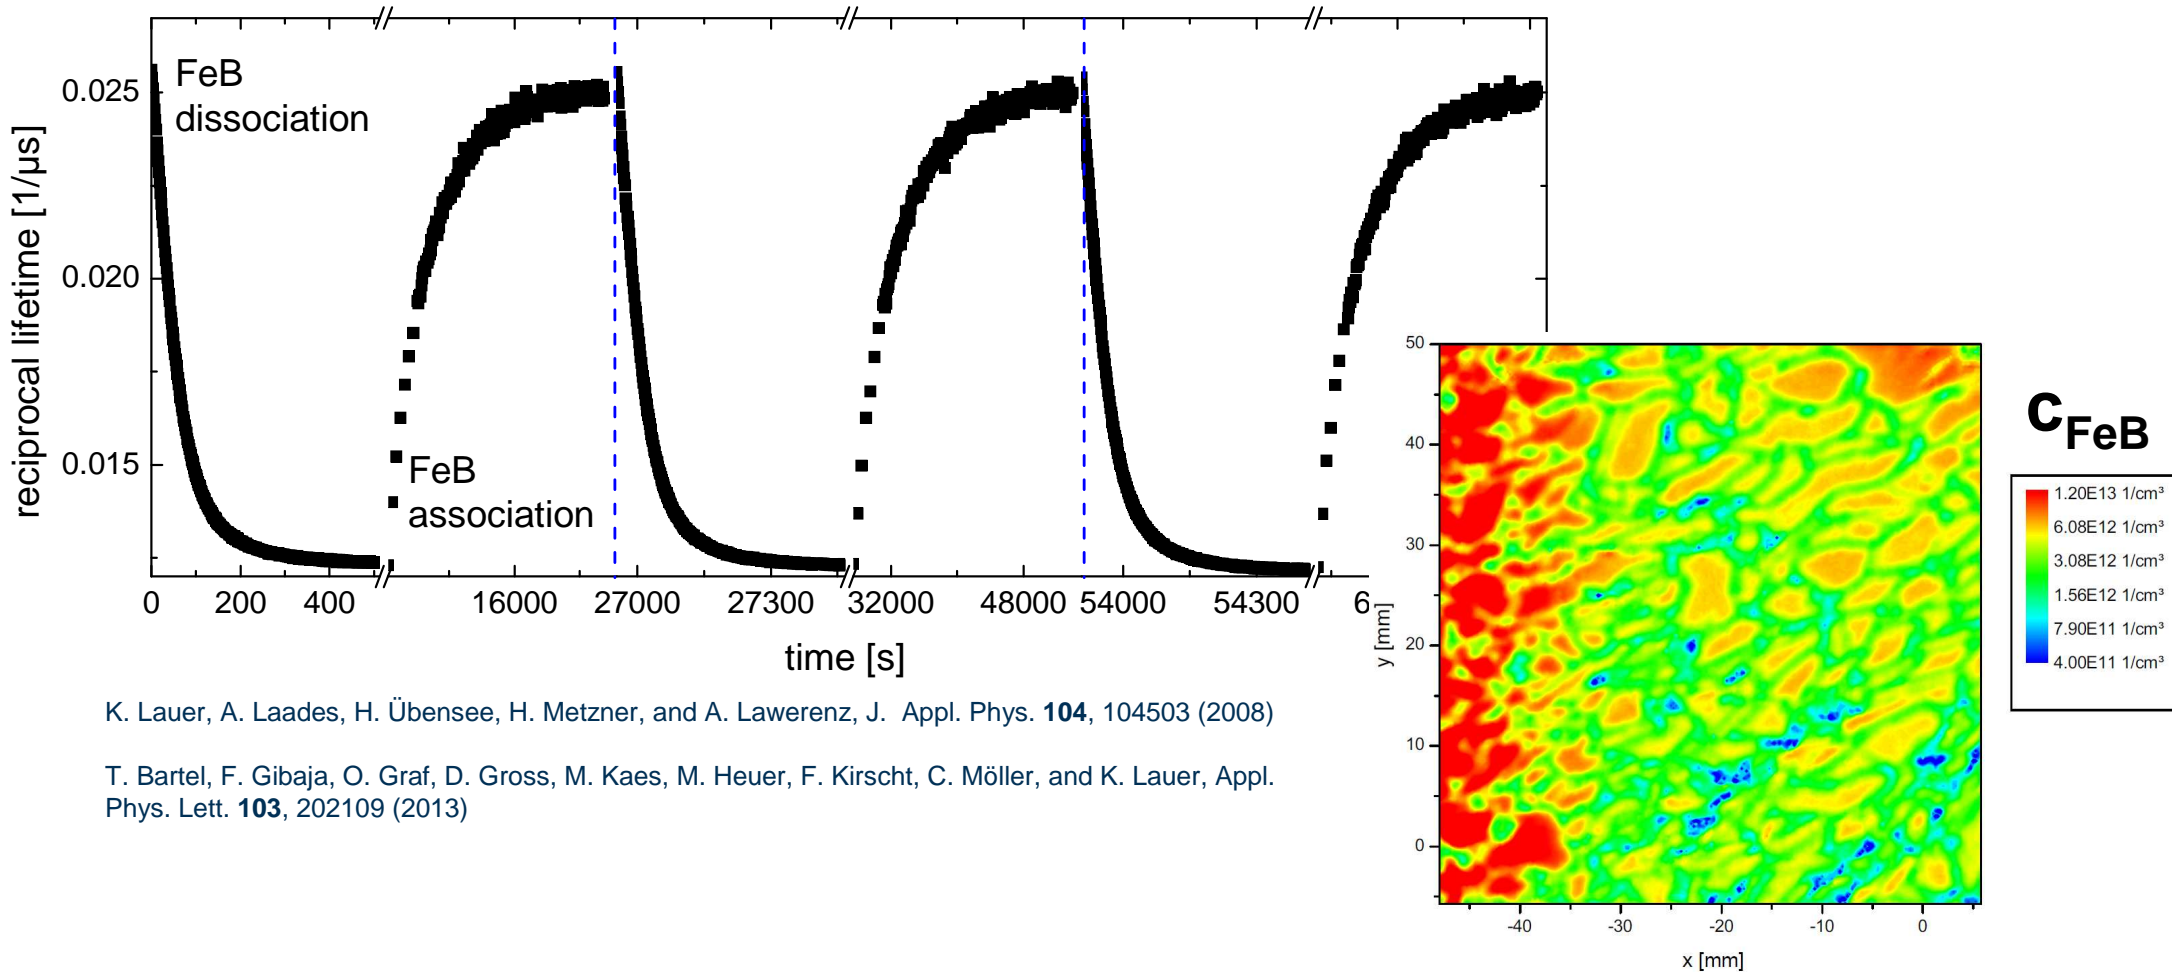 FeB
dissociation
0.025
0.020
0.015
reciprocal lifetime [1/µs]
FeB
association
0 200 400 16000 27000 27300 32000 48000 54000 54300 6
time [s]
K. Lauer, A. Laades, H. Übensee, H. Metzner, and A. Lawerenz, J. Appl. Phys. 104, 104503 (2008)
T. Bartel, F. Gibaja, O. Graf, D. Gross, M. Kaes, M. Heuer, F. Kirscht, C. Möller, and K. Lauer, Appl.
Phys. Lett. 103, 202109 (2013)
50
40
30
20
10
0
y [mm]
-40 -30 -20 -10 0
x [mm]
cFeB
1.20E13 1/cm³
6.08E12 1/cm³
3.08E12 1/cm³
1.56E12 1/cm³
7.90E11 1/cm³
4.00E11 1/cm³